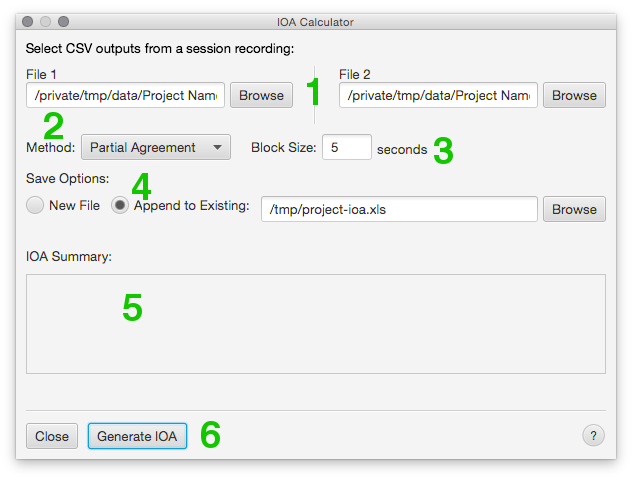 IOA Calculator
Select CSV outputs from a session recording:
File 1 File 2
/private/tmp/data/Project Nam Browse 1 /private/tmp/data/Project Nam Browse
2
Method: Partial Agreement Block Size: 5 seconds 3
Save Options:
4
New File Append to Existing: /tmp/project-ioa.xls Browse
IOA Summary:
5
Close Generate IOA 6 ?